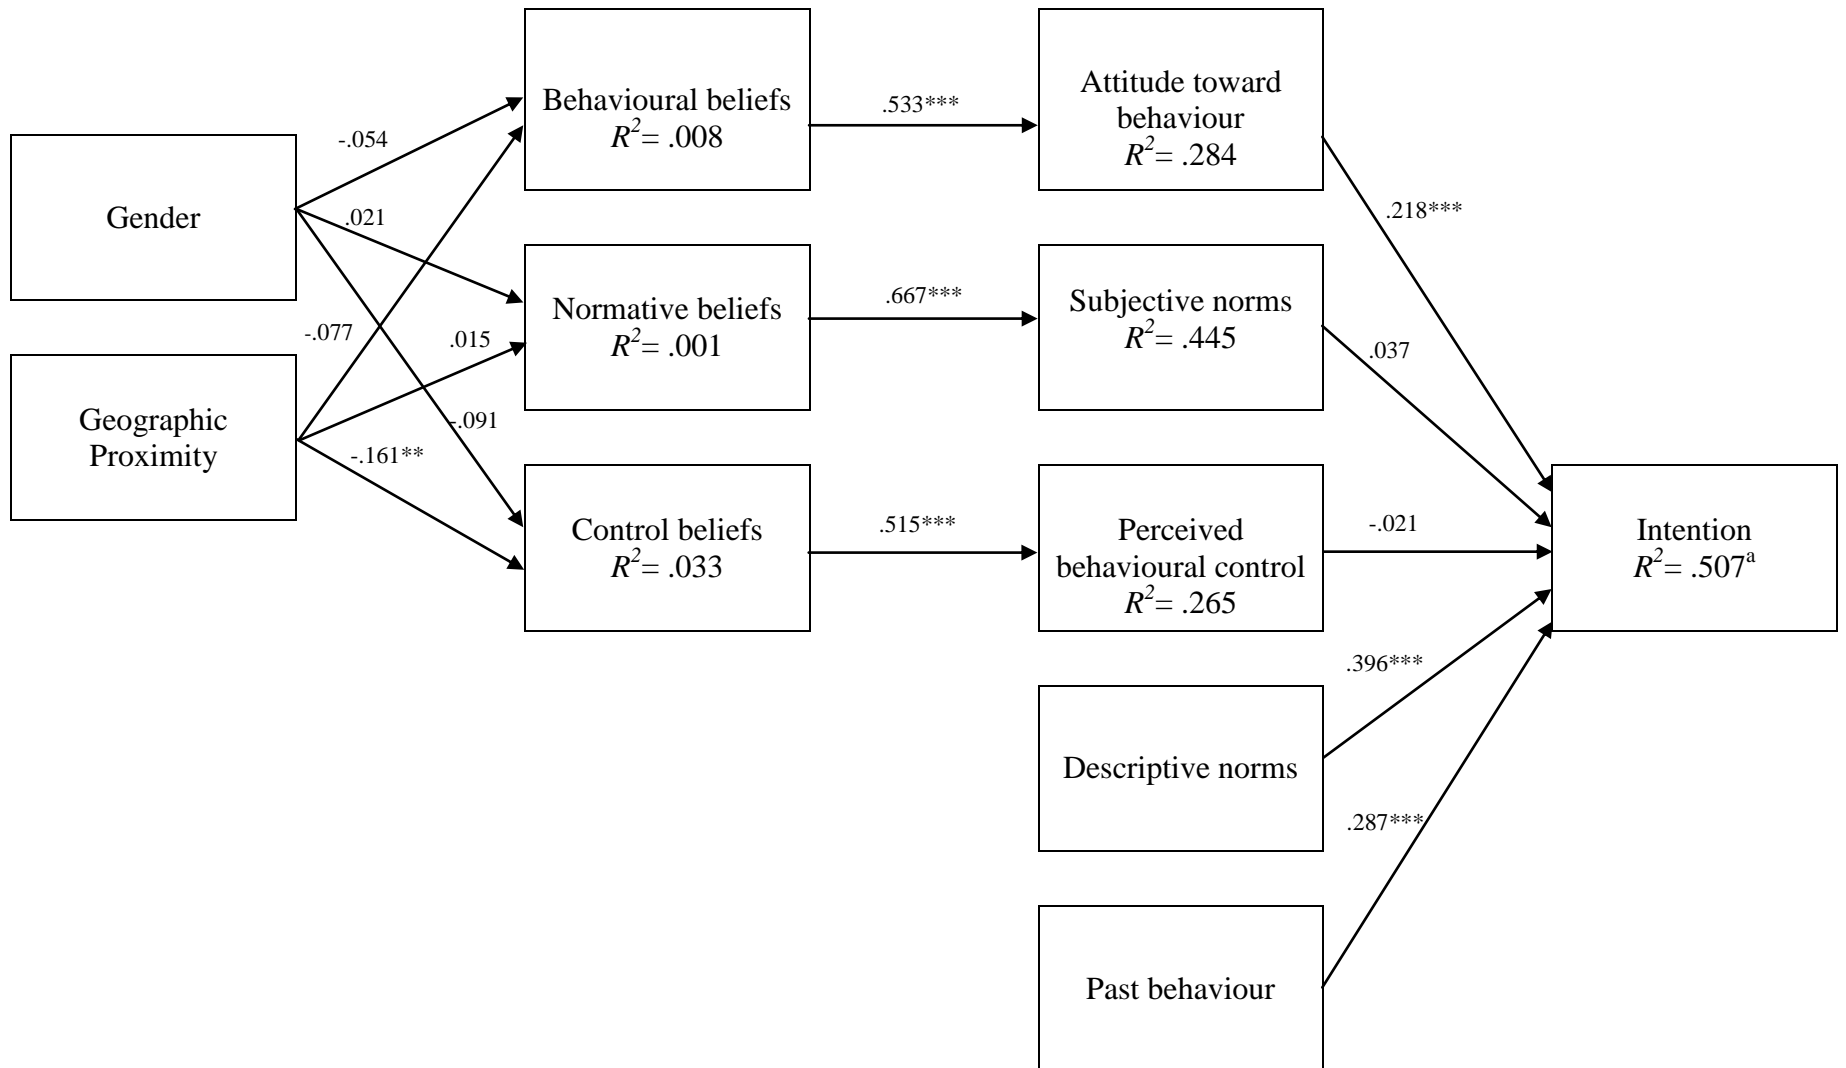 Behavioural beliefs
R²= .008
.533***
Attitude toward
behaviour
R²= .284
-.054
Gender
.021
.218***
Normative beliefs
R²= .001
.667***
Subjective norms
R²= .445
-.077
.015
.037
Geographic
Proximity
-.091
-.161**
Control beliefs
R²= .033
.515***
Perceived
behavioural control
R²= .265
-.021
Intention
R²= .507ᵃ
.396***
Descriptive norms
.287***
Past behaviour